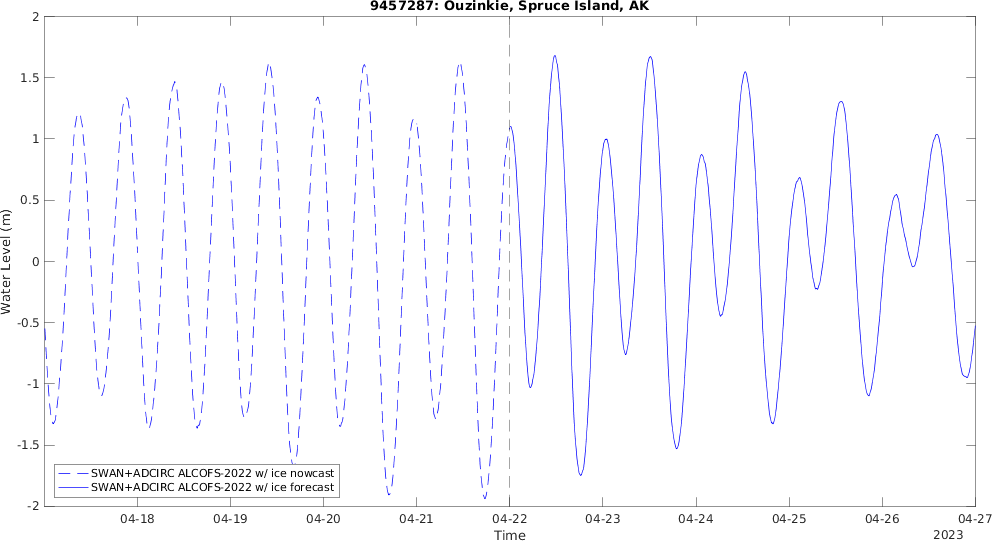 9457287: Ouzinkie, Spruce Island, AK
Water Level (m)
2
1.5
1
0.5
0
-0.5
-1
-1.5
-2
SWAN+ADCIRC ALCOFS-2022 w/ ice nowcast
SWAN+ADCIRC ALCOFS-2022 w/ ice forecast
04-18 04-19 04-20 04-21 04-22 04-23 04-24 04-25 04-26 04-27
Time
2023